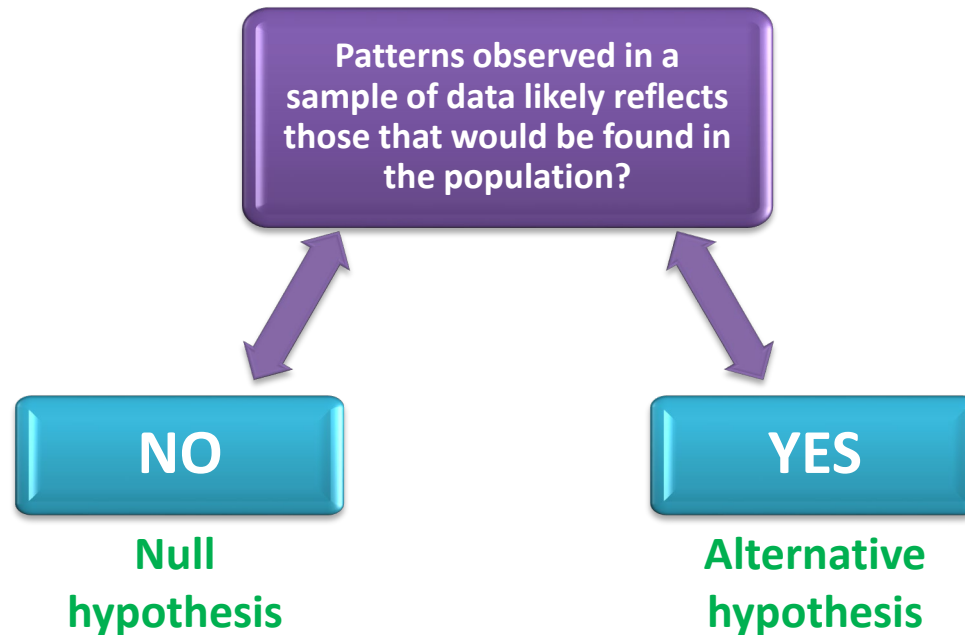 Patterns observed in a
sample of data likely reflects
those that would be found in
the population?
NO
YES
Null
hypothesis
Alternative
hypothesis